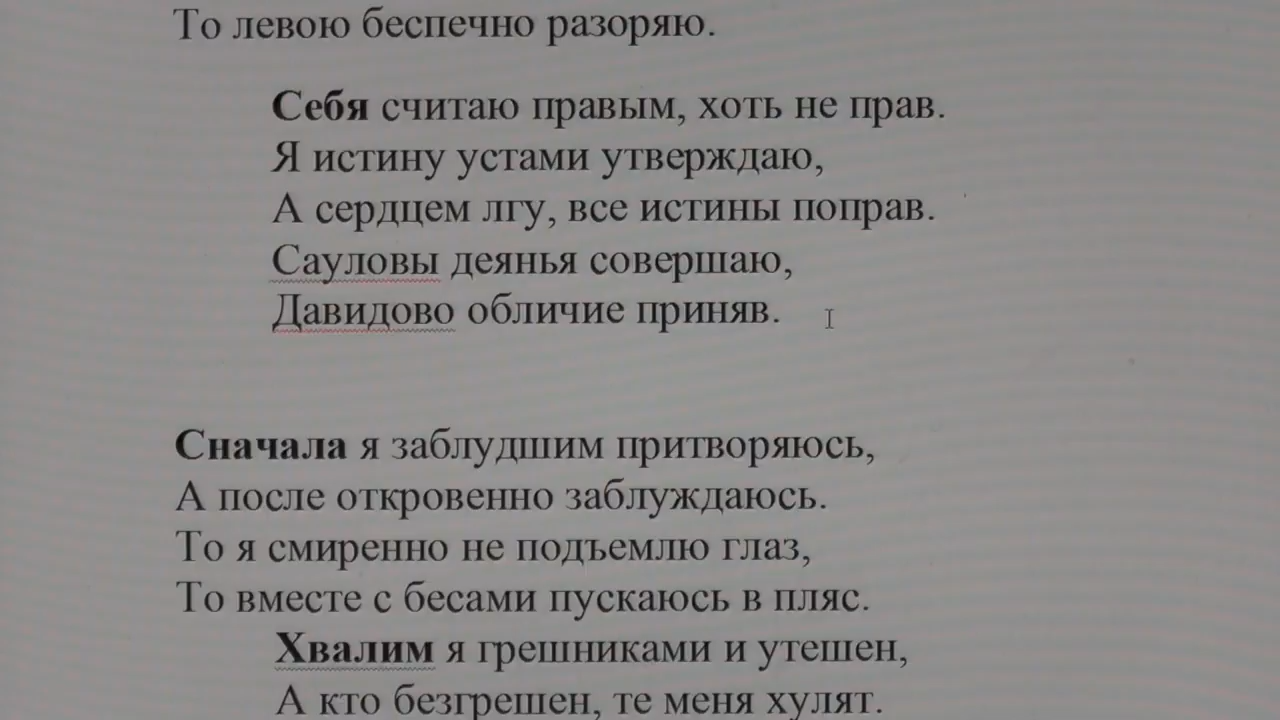 То левою беспечно разоряю.
Себя считаю правым, хоть не прав.
Я истину устами утверждаю,
А сердцем лгу, все истины поправ.
Сауловы деянья совершаю,
Давидово обличие приняв.
Сначала я заблудшим притворяюсь,
А после откровенно заблуждаюсь.
То я смиренно не подъемлю глаз,
То вместе с бесами пускаюсь в пляс.
Хвалим я грешниками и утешен,
А кто безгрешен, те меня хулят.